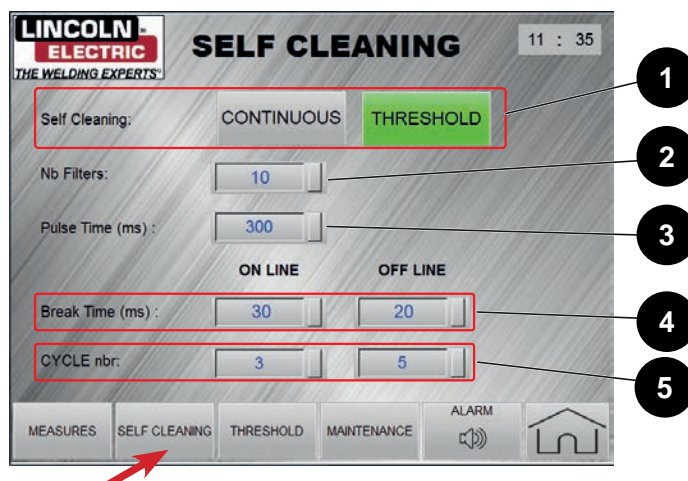 LINCOLN
ELECTRIC
THE WELDING EXPERTS®
SELF CLEANING
11 : 35
Self Cleaning: CONTINUOUS THRESHOLD
1
Nb Filters: 10
2
Pulse Time (ms) : 300
3
ON LINE OFF LINE
Break Time (ms) : 30 20
4
CYCLE nbr: 3 5
5
MEASURES SELF CLEANING THRESHOLD MAINTENANCE ALARM